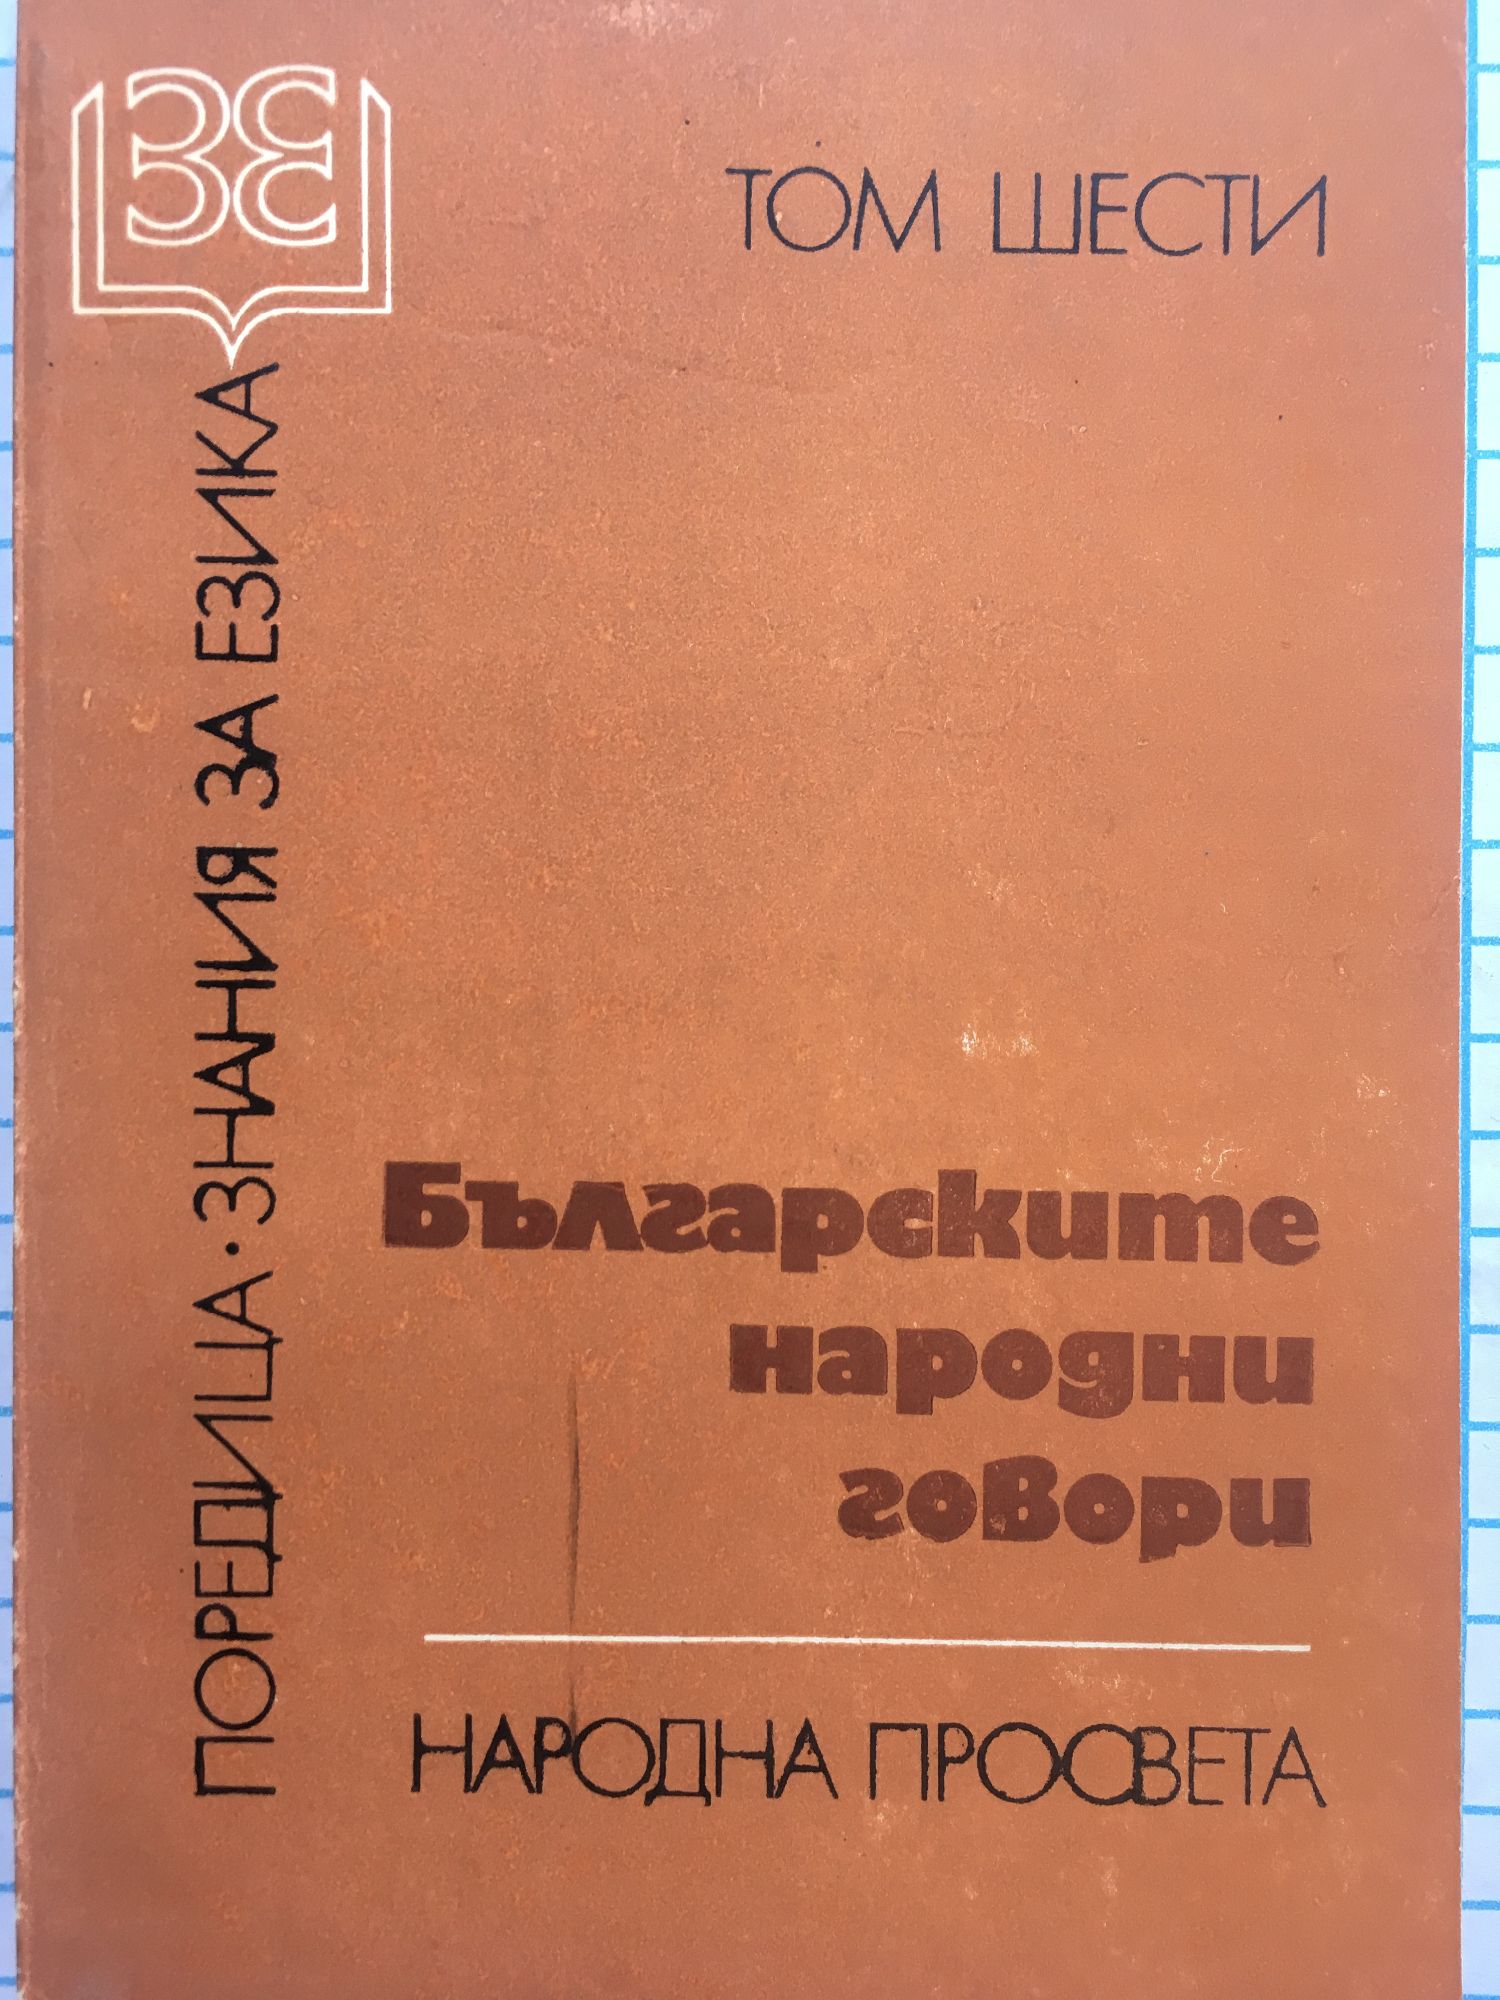 ЗЕ
ТОМ ШЕСТИ
ПОРЕДИЦА · ЗНАНИЯ ЗА ЕЗИКА
Българските
народни
говори
НАРОДНА ПРОСВЕТА